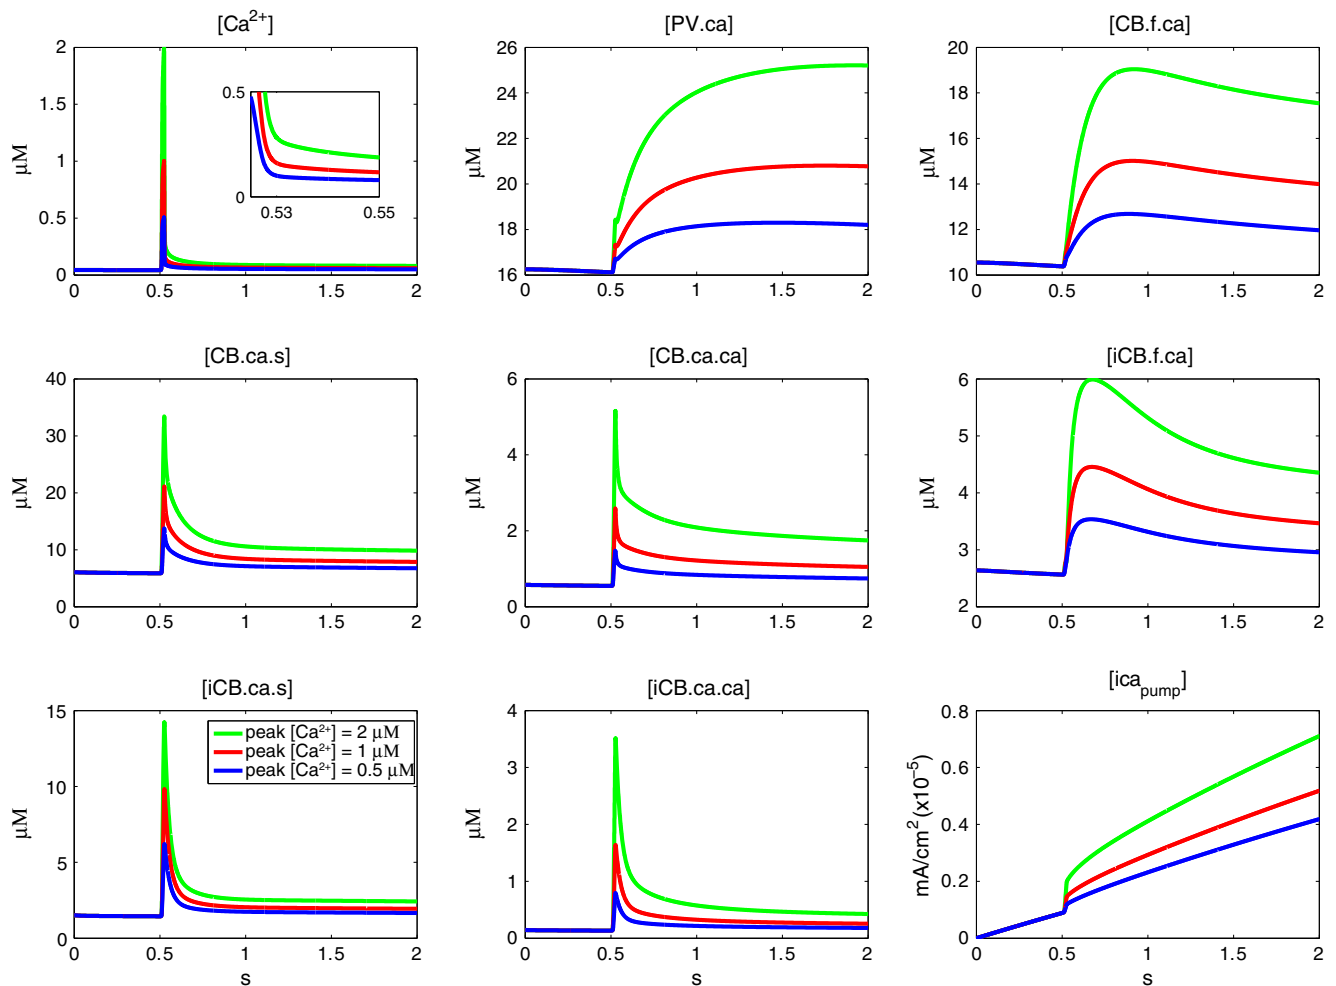 [Ca²⁺]
2
1.5
1
0.5
0
μM
0 0.5 1 1.5 2
0.5
0
0.53 0.55
[PV.ca]
26
24
22
20
18
16
μM
0 0.5 1 1.5 2
[CB.f.ca]
20
18
16
14
12
10
μM
0 0.5 1 1.5 2
[CB.ca.s]
40
30
20
10
0
μM
0 0.5 1 1.5 2
[CB.ca.ca]
6
4
2
0
μM
0 0.5 1 1.5 2
[iCB.f.ca]
6
5
4
3
2
μM
0 0.5 1 1.5 2
[iCB.ca.s]
15
10
5
0
μM
peak [Ca²⁺] = 2 μM
peak [Ca²⁺] = 1 μM
peak [Ca²⁺] = 0.5 μM
0 0.5 1 1.5 2
s
[iCB.ca.ca]
4
3
2
1
0
μM
0 0.5 1 1.5 2
s
[ica_pump]
0.8
0.6
0.4
0.2
0
mA/cm² (x10⁻⁵)
0 0.5 1 1.5 2
s